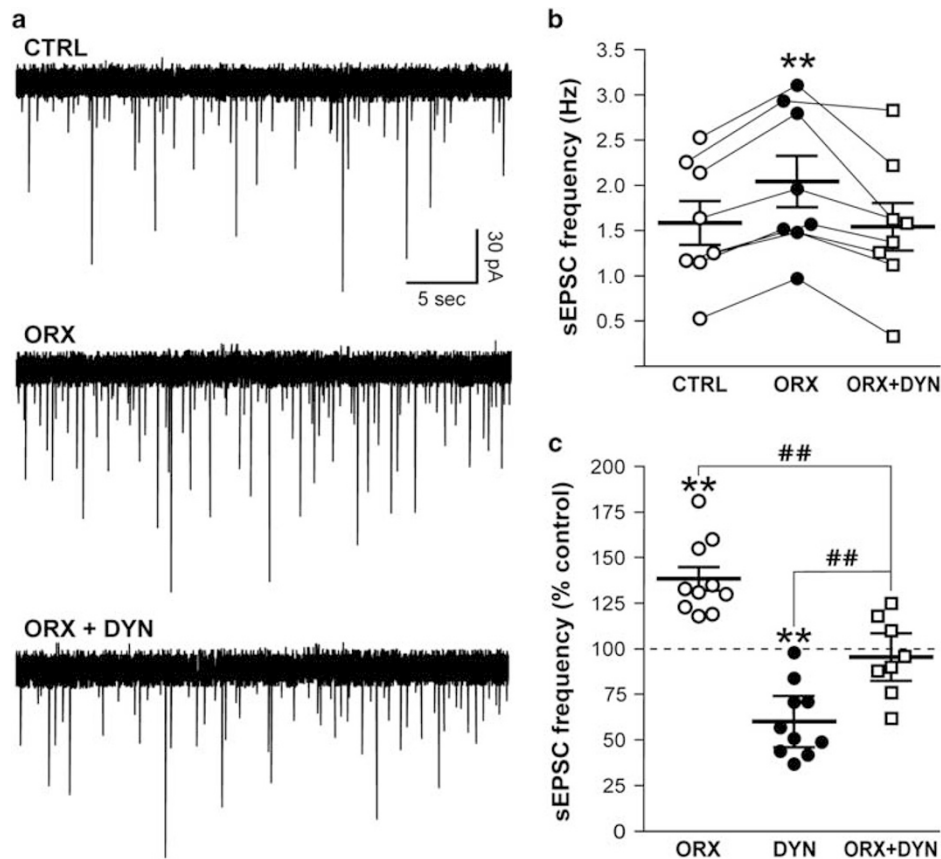 a
CTRL
30 pA
5 sec
ORX
ORX + DYN
b
sEPSC frequency (Hz)
3.5
3.0
2.5
2.0
1.5
1.0
0.5
**
CTRL
ORX
ORX+DYN
c
sEPSC frequency (% control)
200
175
150
125
100
75
50
25
0
**
##
##
**
ORX
DYN
ORX+DYN